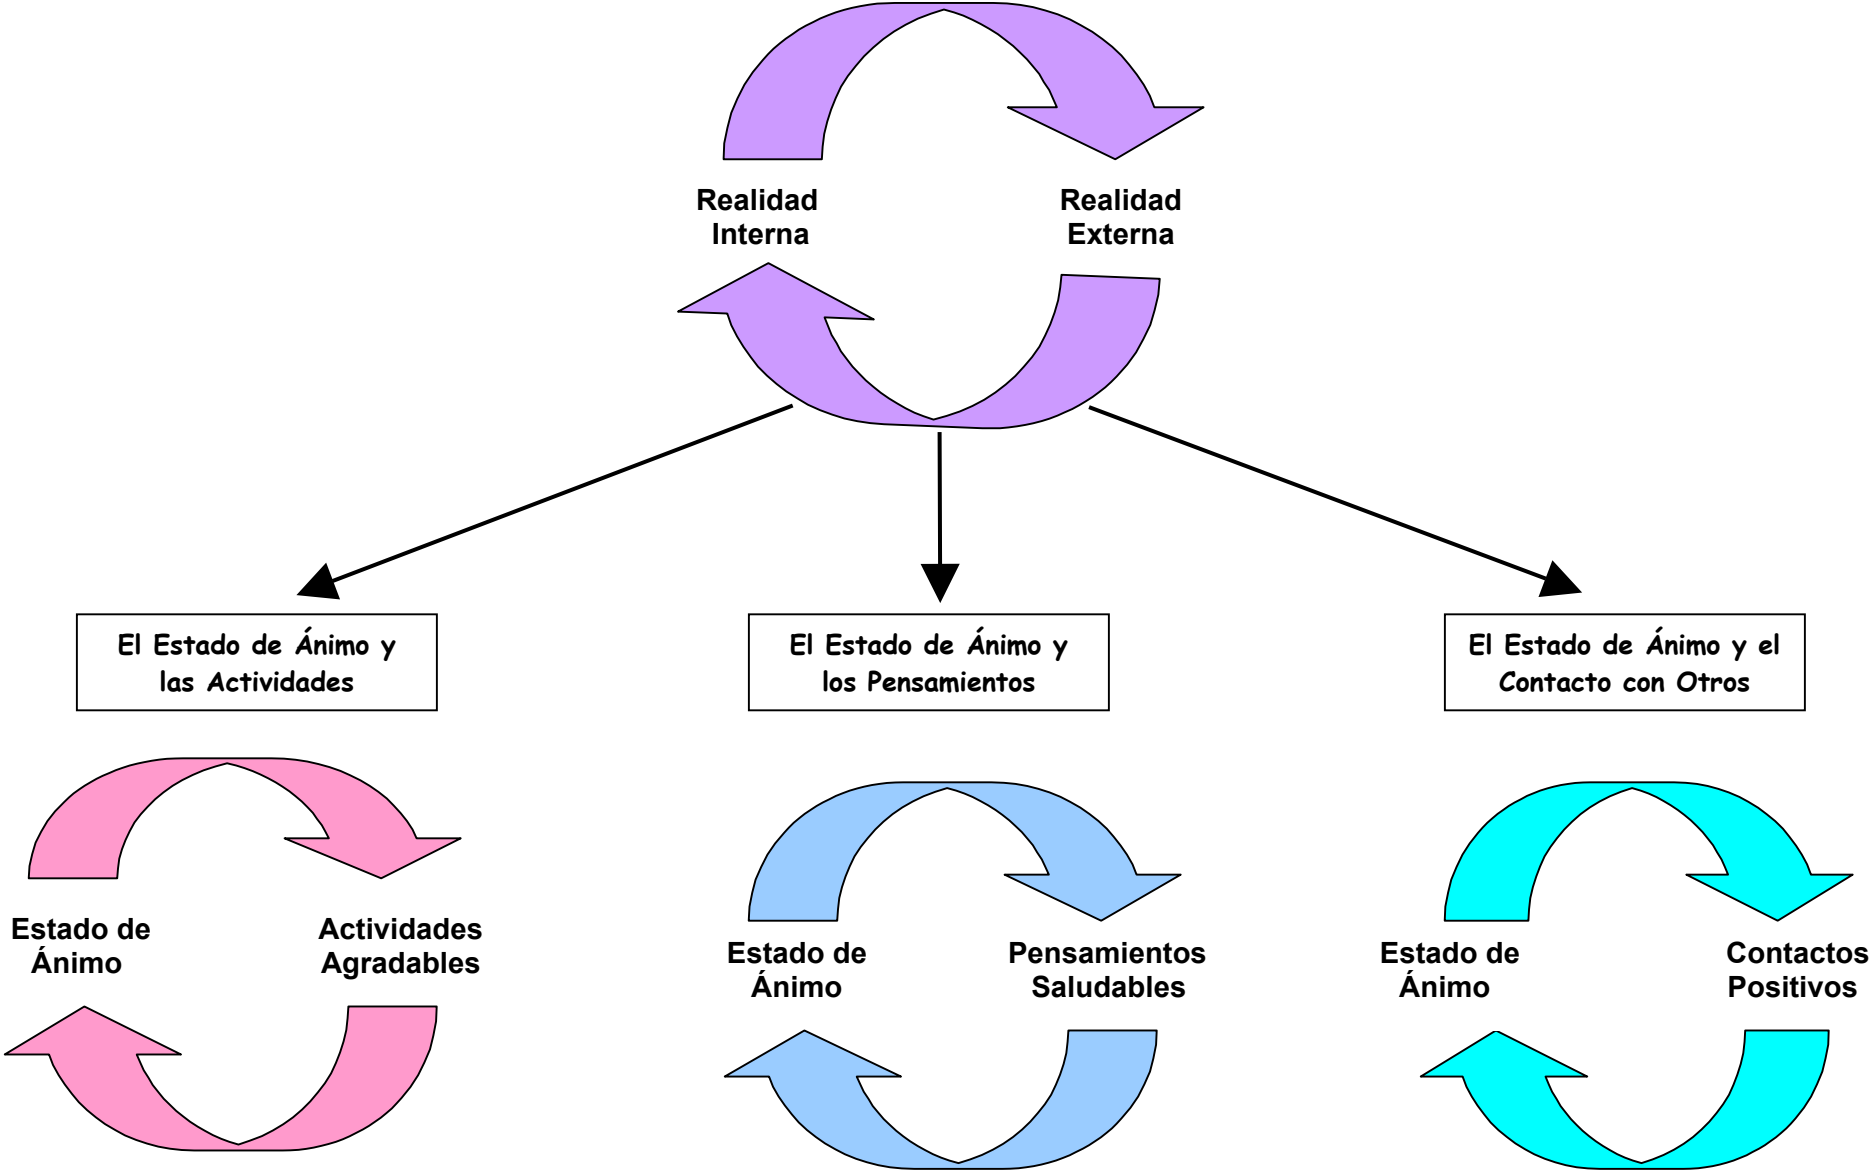 Realidad
Interna
Realidad
Externa
El Estado de Ánimo y
las Actividades
El Estado de Ánimo y
los Pensamientos
El Estado de Ánimo y el
Contacto con Otros
Estado de
Ánimo
Actividades
Agradables
Estado de
Ánimo
Pensamientos
Saludables
Estado de
Ánimo
Contactos
Positivos